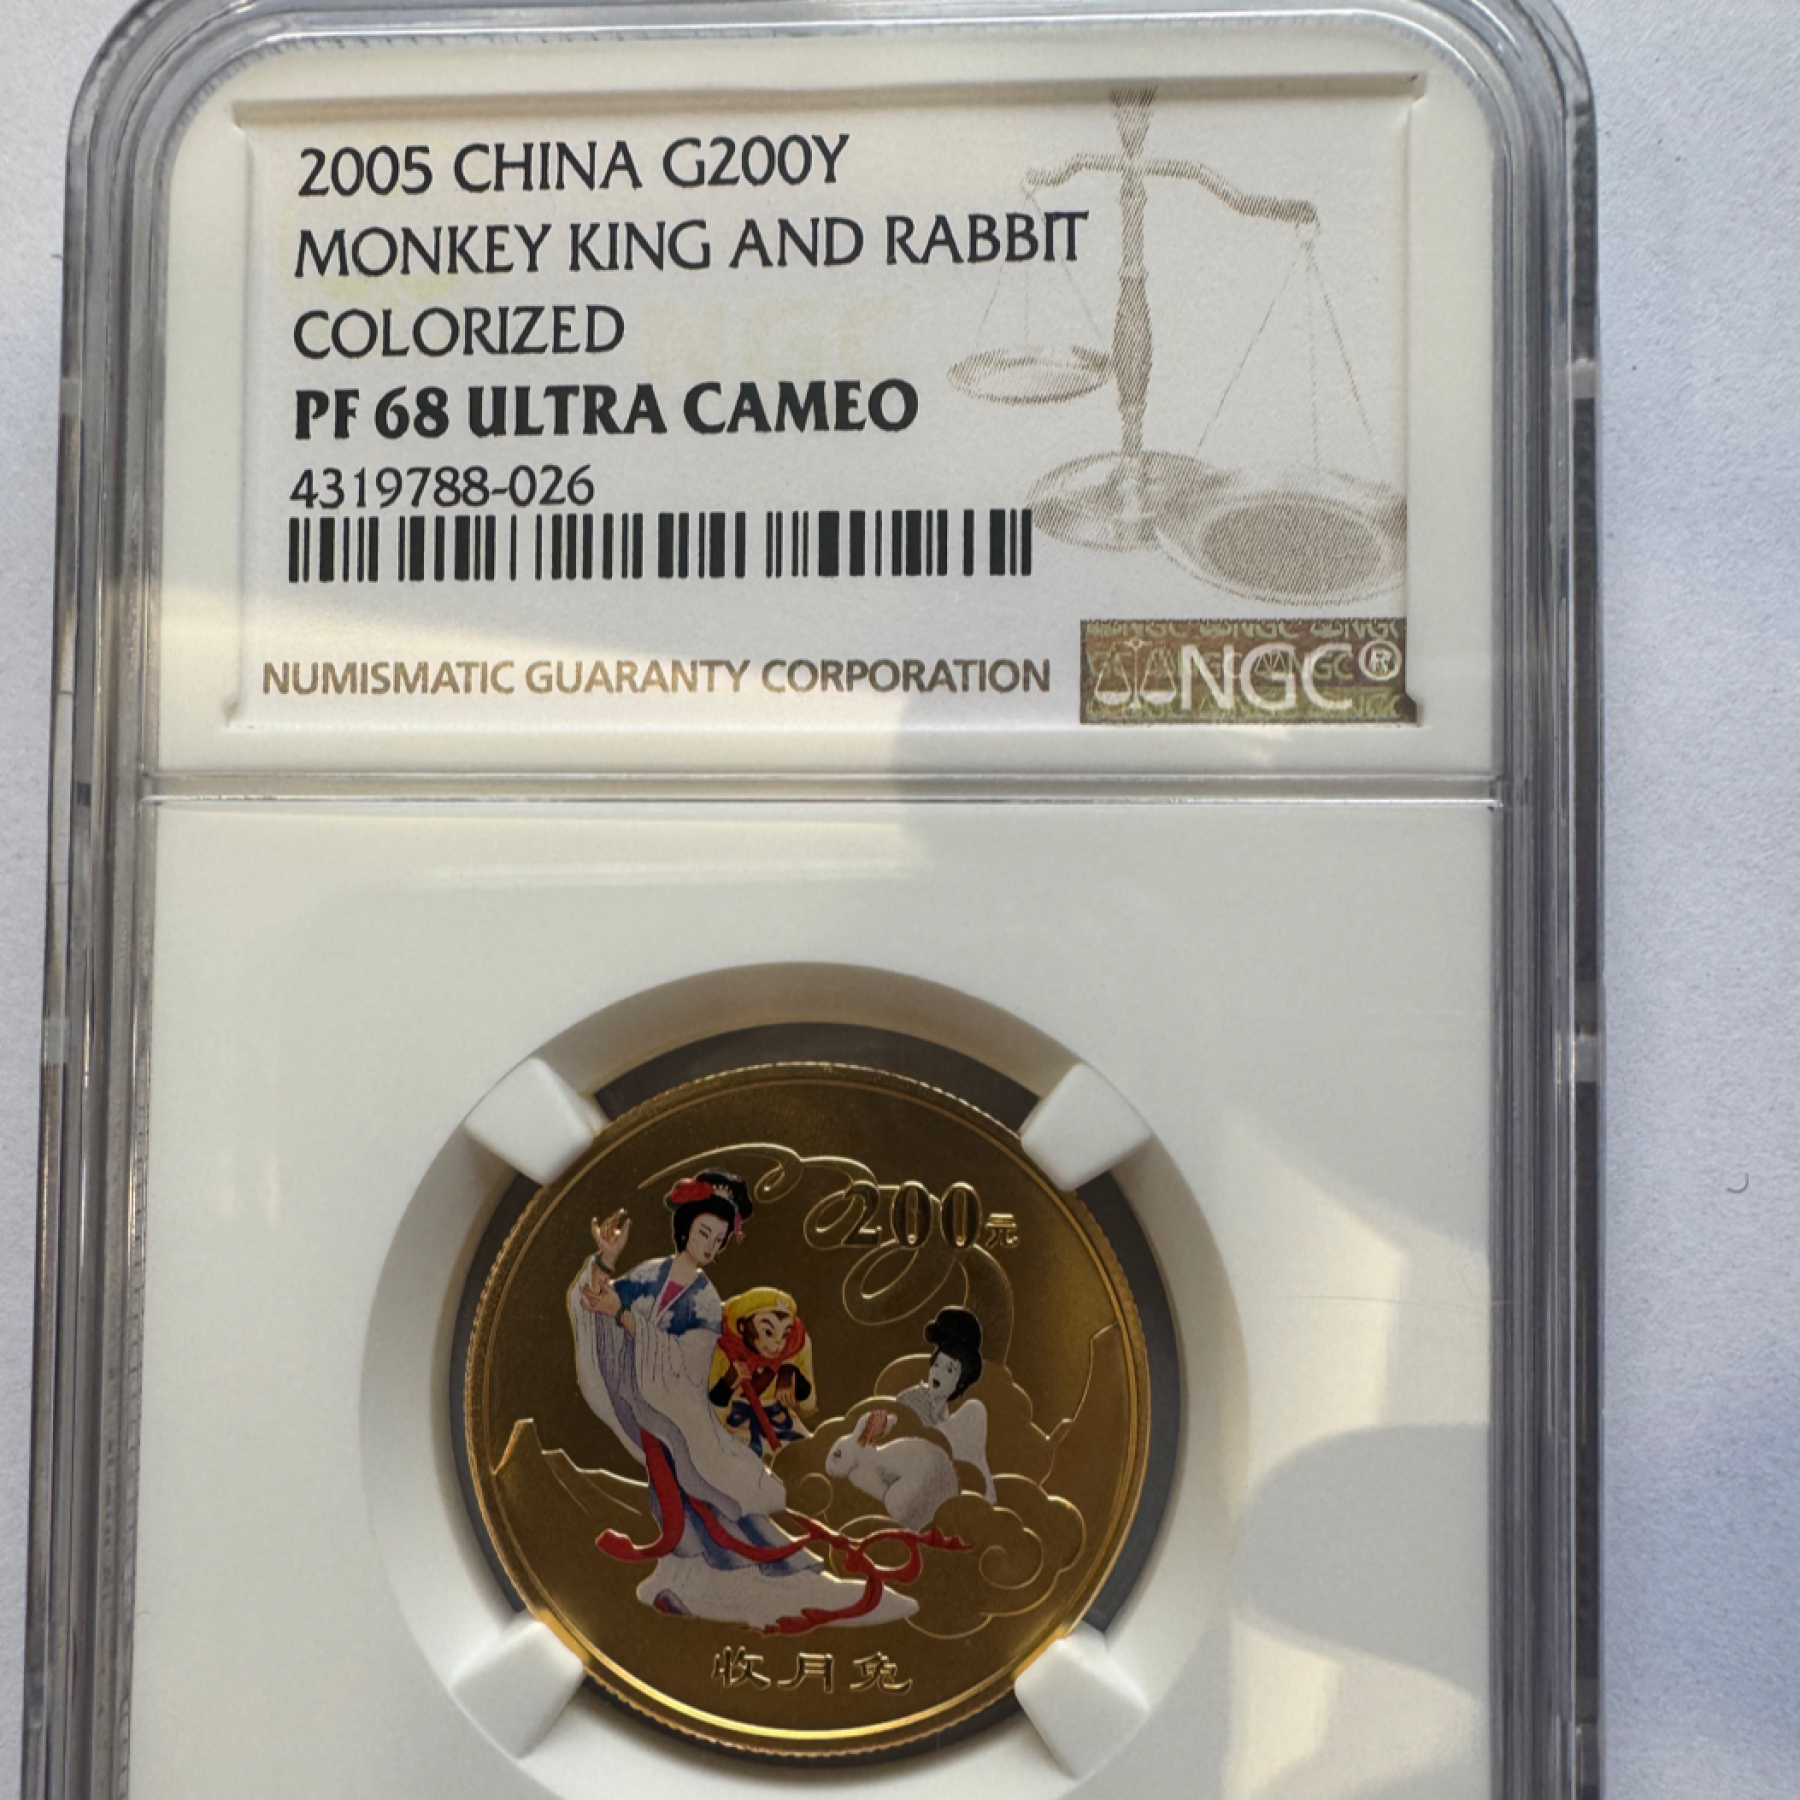 2005 CHINA G200Y
MONKEY KING AND RABBIT
COLORIZED
PF 68 ULTRA CAMEO
4319788-026
NUMISMATIC GUARANTY CORPORATION
NGC®
200元
收月兔